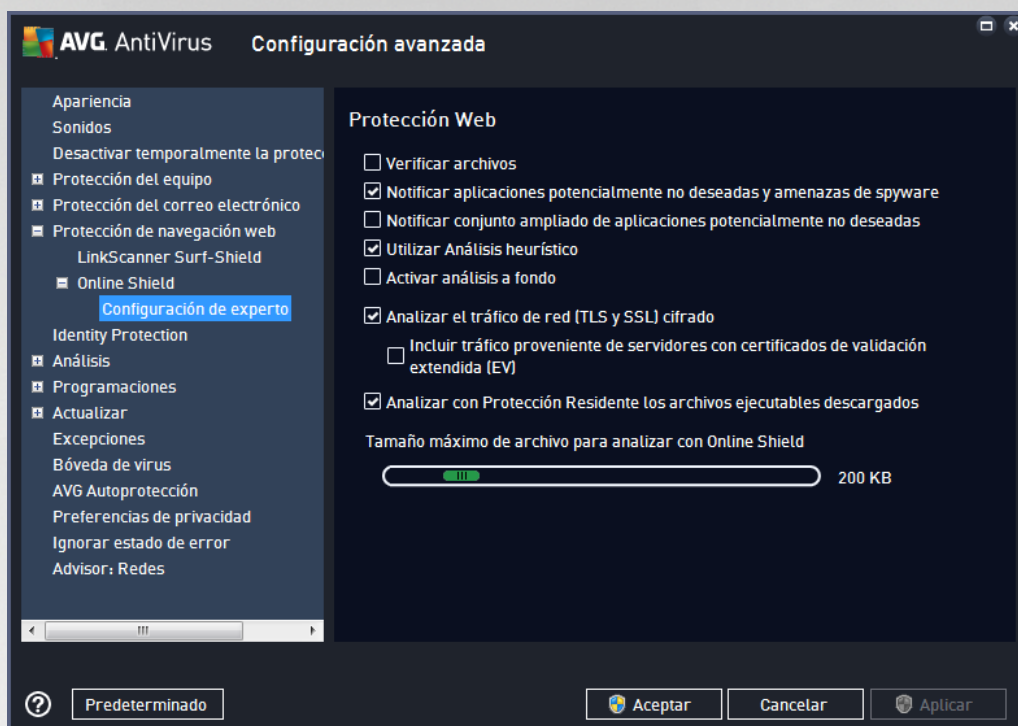 AVG AntiVirus Configuración avanzada
Apariencia
Sonidos
Desactivar temporalmente la protec
Protección del equipo
Protección del correo electrónico
Protección de navegación web
LinkScanner Surf-Shield
Online Shield
Configuración de experto
Identity Protection
Análisis
Programaciones
Actualizar
Excepciones
Bóveda de virus
AVG Autoprotección
Preferencias de privacidad
Ignorar estado de error
Advisor: Redes
Protección Web
Verificar archivos
Notificar aplicaciones potencialmente no deseadas y amenazas de spyware
Notificar conjunto ampliado de aplicaciones potencialmente no deseadas
Utilizar Análisis heurístico
Activar análisis a fondo
Analizar el tráfico de red (TLS y SSL) cifrado
Incluir tráfico proveniente de servidores con certificados de validación
extendida (EV)
Analizar con Protección Residente los archivos ejecutables descargados
Tamaño máximo de archivo para analizar con Online Shield
200 KB
? Predeterminado Aceptar Cancelar Aplicar